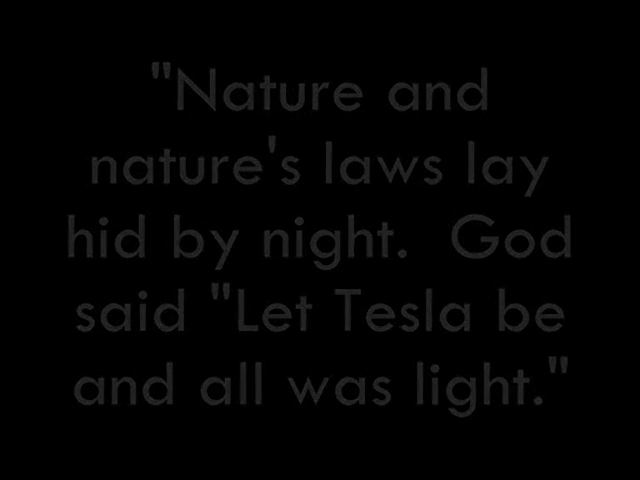 "Nature and
nature's laws lay
hid by night.  God
said "Let Tesla be
and all was light."